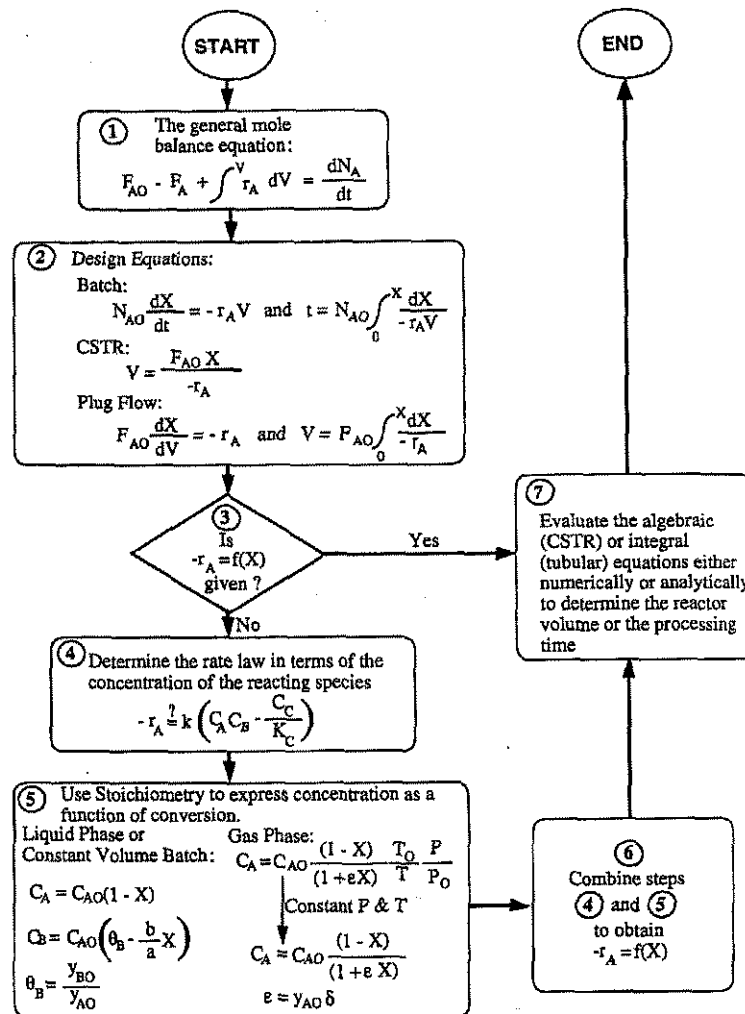 START
END
① The general mole
balance equation:
F_AO - F_A + ∫^V r_A dV = dN_A/dt
② Design Equations:
Batch:
N_AO dX/dt = - r_A V and t = N_AO ∫_0^X dX/(- r_A V)
CSTR:
V = F_AO X/(-r_A)
Plug Flow:
F_AO dX/dV = - r_A and V = F_AO ∫_0^X dX/(- r_A)
③
Is
-r_A = f(X)
given ?
Yes
No
④ Determine the rate law in terms of the
concentration of the reacting species
- r_A ?= k (C_A C_B - C_C/K_C)
⑤ Use Stoichiometry to express concentration as a
function of conversion.
Liquid Phase or
Constant Volume Batch:
C_A = C_AO(1 - X)
C_B = C_AO(θ_B - b/a X)
θ_B = y_BO/y_AO
Gas Phase:
C_A = C_AO (1 - X)/(1 + εX) T_O/T P/P_O
Constant P & T
C_A = C_AO (1 - X)/(1 + ε X)
ε = y_AO δ
⑥
Combine steps
④ and ⑤
to obtain
-r_A = f(X)
⑦
Evaluate the algebraic
(CSTR) or integral
(tubular) equations either
numerically or analytically
to determine the reactor
volume or the processing
time